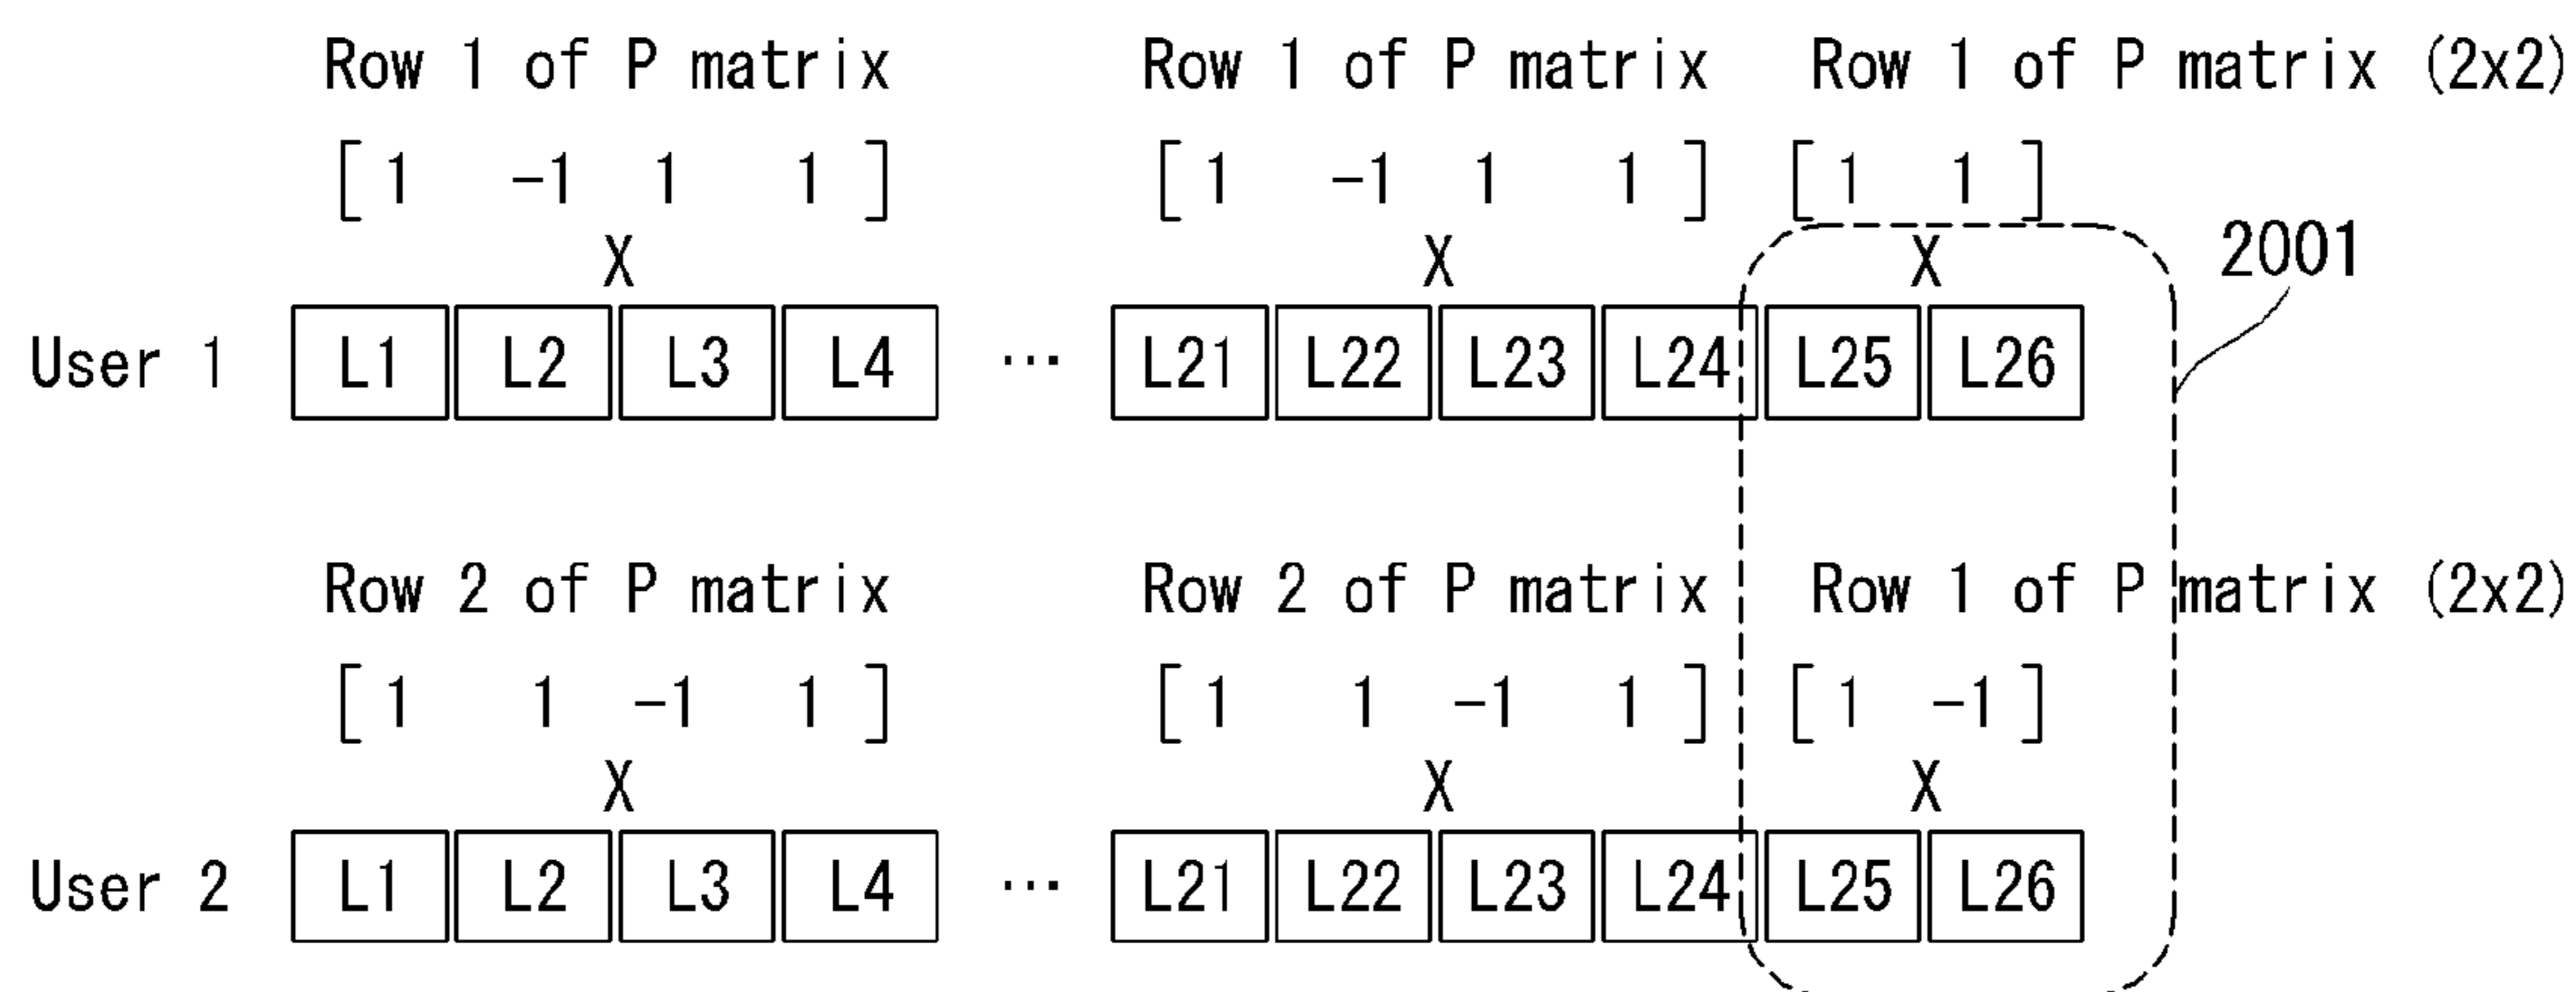 Row 1 of P matrix Row 1 of P matrix Row 1 of P matrix (2x2)
[ 1 -1 1 1 ] [ 1 -1 1 1 ] [ 1 1 ]
X X X 2001
User 1 L1 L2 L3 L4 ... L21 L22 L23 L24 L25 L26
Row 2 of P matrix Row 2 of P matrix Row 1 of P matrix (2x2)
[ 1 1 -1 1 ] [ 1 1 -1 1 ] [ 1 -1 ]
X X X
User 2 L1 L2 L3 L4 ... L21 L22 L23 L24 L25 L26